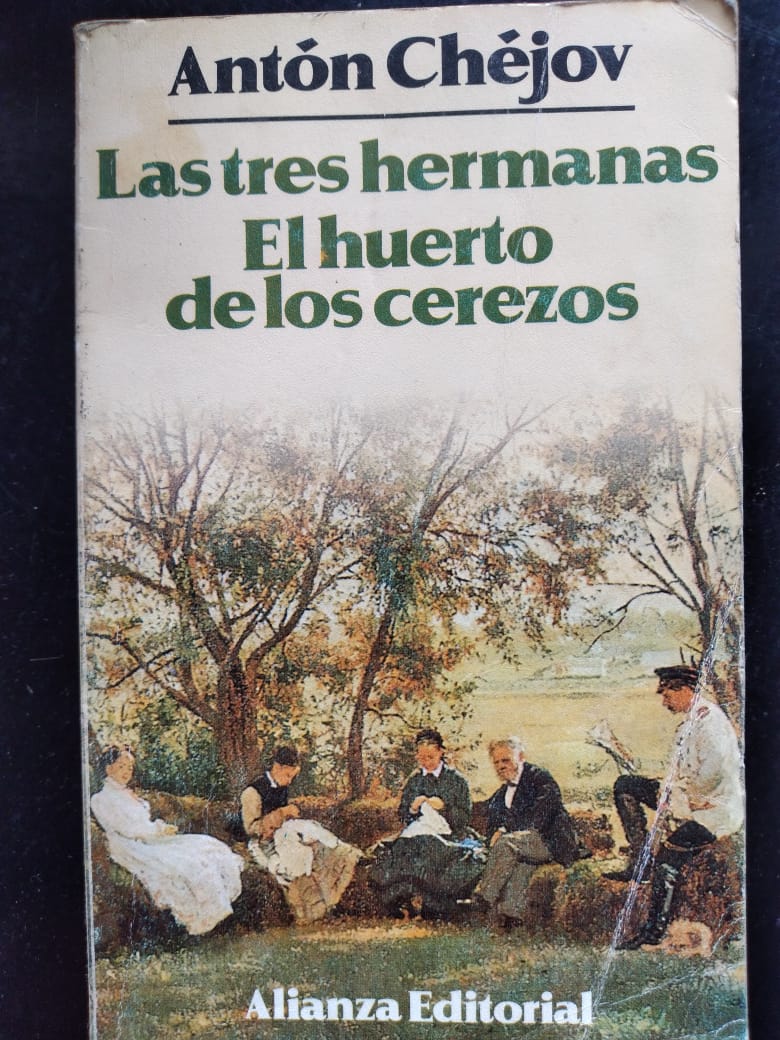 Antón Chéjov
Las tres hermanas
El huerto
de los cerezos
Alianza Editorial